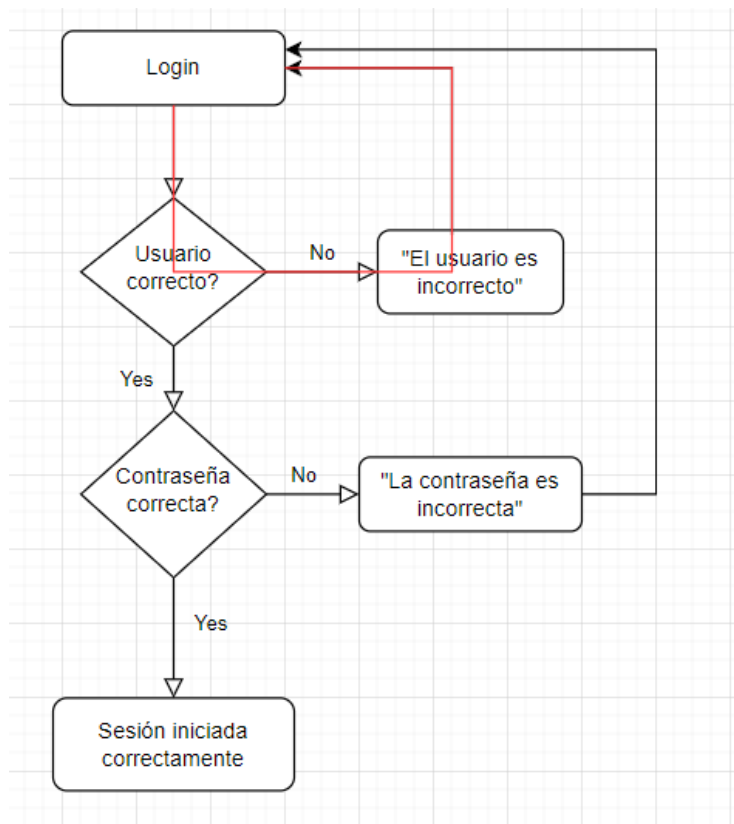 Login
Usuario
correcto?
No
"El usuario es
incorrecto"
Yes
Contraseña
correcta?
No
"La contraseña es
incorrecta"
Yes
Sesión iniciada
correctamente